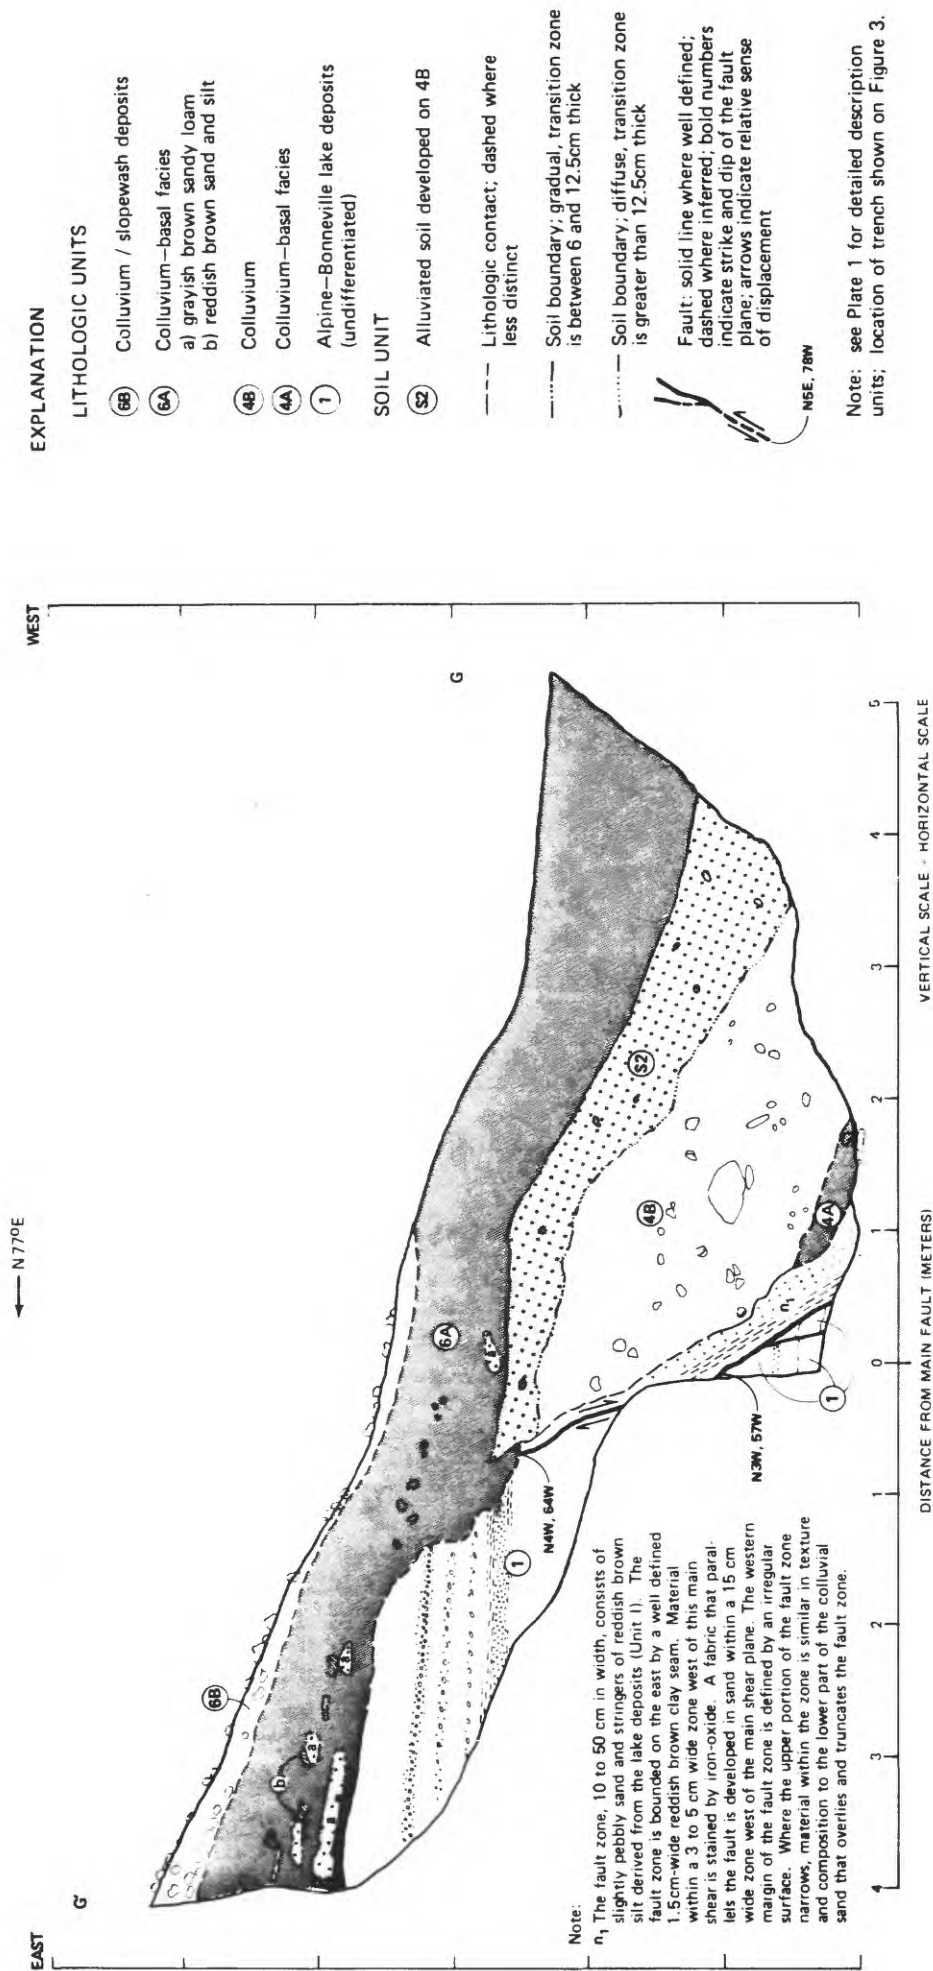 EAST
WEST
← N77°E
G'
G
6B
b
a
a
a
6A
a
1
S2
4B
4A
n1
1
N4W, 64W
N3W, 57W
Note:
n1 The fault zone, 10 to 50 cm in width, consists of
slightly pebbly sand and stringers of reddish brown
silt derived from the lake deposits (Unit I). The
fault zone is bounded on the east by a well defined
1.5cm-wide reddish brown clay seam. Material
within a 3 to 5 cm wide zone west of this main
shear is stained by iron-oxide. A fabric that paral-
lels the fault is developed in sand within a 15 cm
wide zone west of the main shear plane. The western
margin of the fault zone is defined by an irregular
surface. Where the upper portion of the fault zone
narrows, material within the zone is similar in texture
and composition to the lower part of the colluvial
sand that overlies and truncates the fault zone.
4 3 2 1 0 1 2 3 4 5
DISTANCE FROM MAIN FAULT (METERS)
VERTICAL SCALE - HORIZONTAL SCALE
EXPLANATION
LITHOLOGIC UNITS
6B Colluvium / slopewash deposits
6A Colluvium—basal facies
a) grayish brown sandy loam
b) reddish brown sand and silt
4B Colluvium
4A Colluvium—basal facies
1 Alpine—Bonneville lake deposits
(undifferentiated)
SOIL UNIT
S2 Alluviated soil developed on 4B
Lithologic contact; dashed where
less distinct
Soil boundary; gradual, transition zone
is between 6 and 12.5cm thick
Soil boundary; diffuse, transition zone
is greater than 12.5cm thick
Fault: solid line where well defined;
dashed where inferred; bold numbers
indicate strike and dip of the fault
plane; arrows indicate relative sense
of displacement
N5E, 78W
Note: see Plate 1 for detailed description
units; location of trench shown on Figure 3.